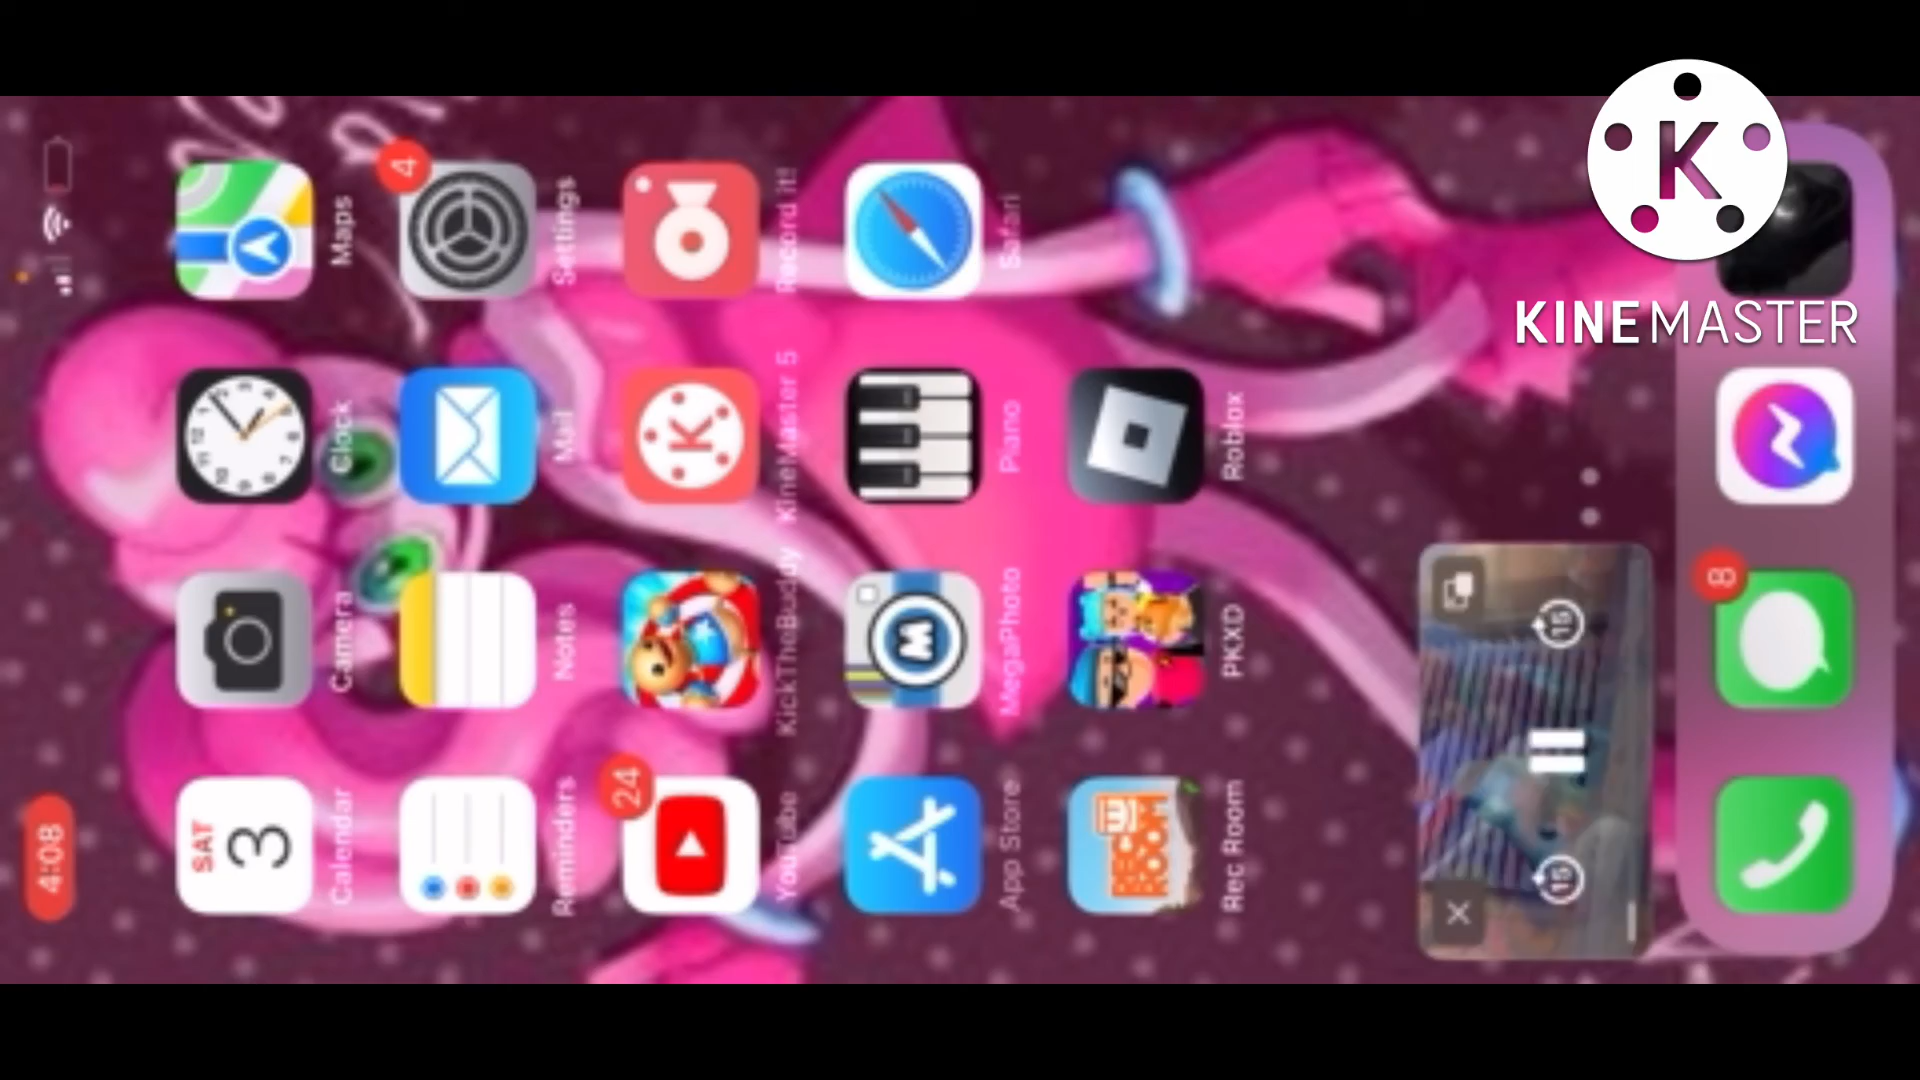 4:08
SAT
3
Calendar
Camera
Clock
Maps
4
Reminders
Notes
Mail
Settings
24
YouTube
KickTheBuddy
KineMaster 5
Record it!
App Store
MegaPhoto
Piano
Safari
Rec Room
PKXD
Roblox
15
15
8
K
KINEMASTER